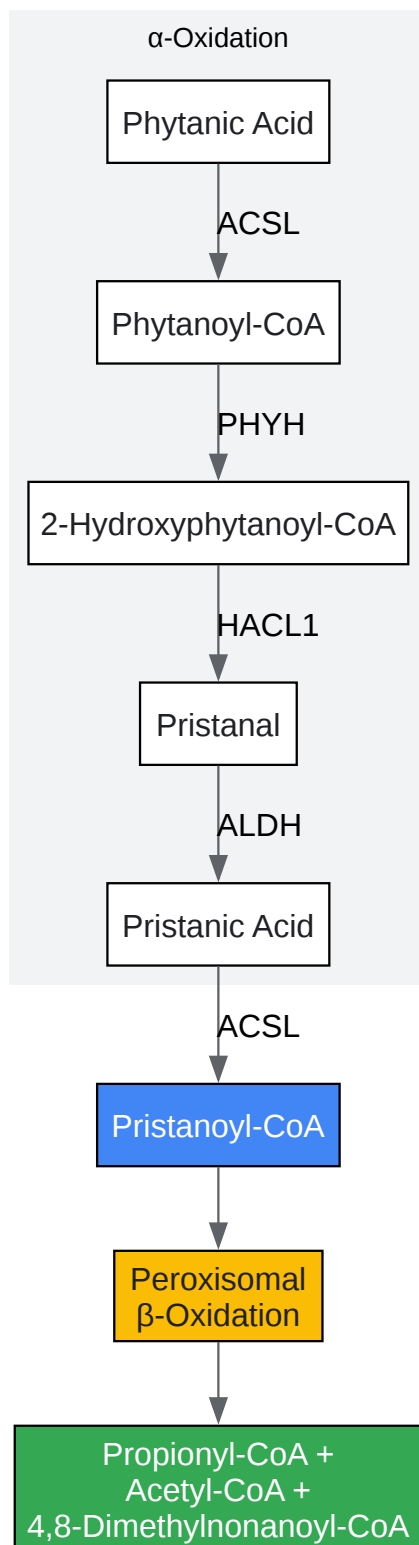 α-Oxidation
Phytanic Acid
ACSL
Phytanoyl-CoA
PHYH
2-Hydroxyphytanoyl-CoA
HACL1
Pristanal
ALDH
Pristanic Acid
ACSL
Pristanoyl-CoA
Peroxisomal
β-Oxidation
Propionyl-CoA +
Acetyl-CoA +
4,8-Dimethylnonanoyl-CoA